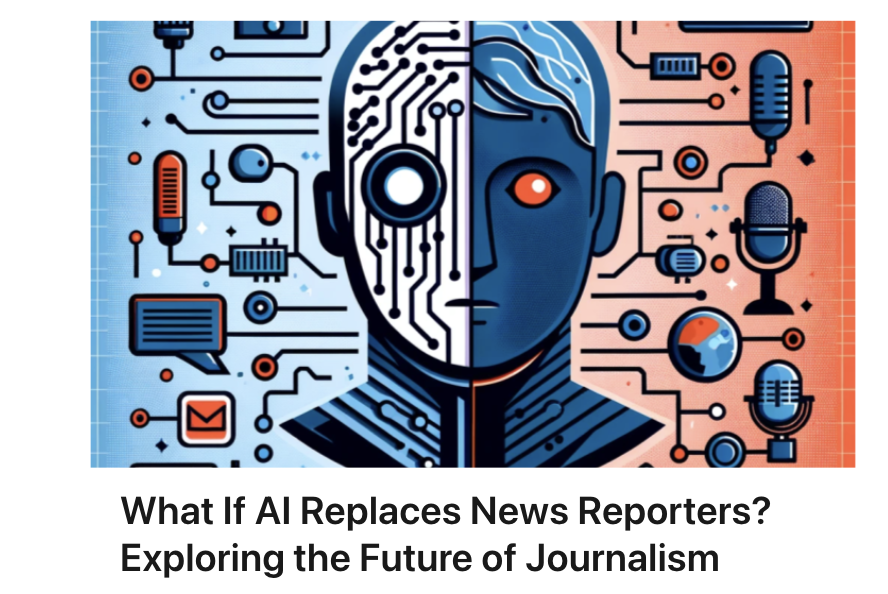 What If AI Replaces News Reporters?
Exploring the Future of Journalism